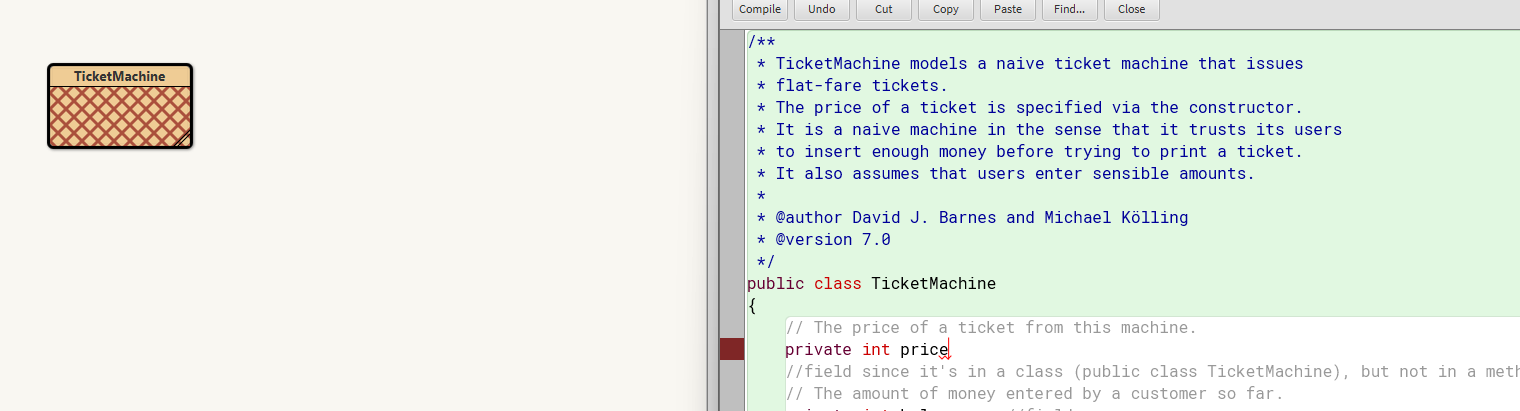 Compile Undo Cut Copy Paste Find... Close
TicketMachine
/**
* TicketMachine models a naive ticket machine that issues
* flat-fare tickets.
* The price of a ticket is specified via the constructor.
* It is a naive machine in the sense that it trusts its users
* to insert enough money before trying to print a ticket.
* It also assumes that users enter sensible amounts.
*
* @author David J. Barnes and Michael Kölling
* @version 7.0
*/
public class TicketMachine
{
// The price of a ticket from this machine.
private int price
//field since it's in a class (public class TicketMachine), but not in a
// The amount of money entered by a customer so far.